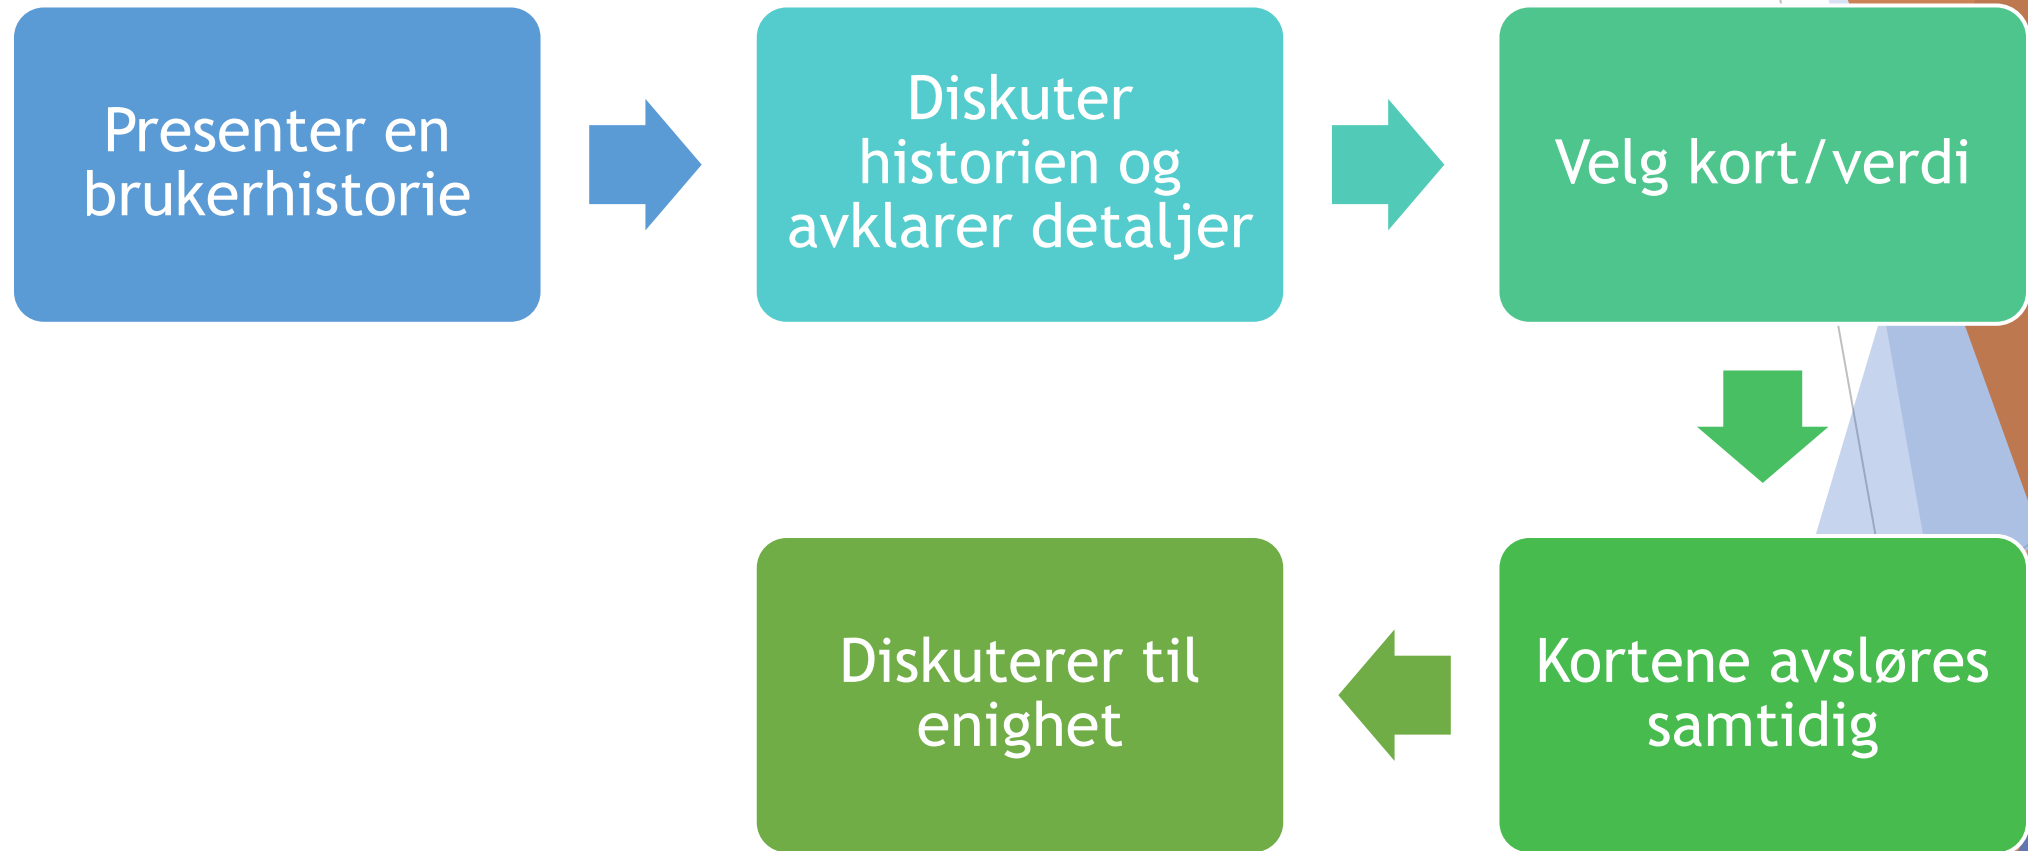 Presenter en
brukerhistorie
Diskuter
historien og
avklarer detaljer
Velg kort/verdi
Kortene avsløres
samtidig
Diskuterer til
enighet